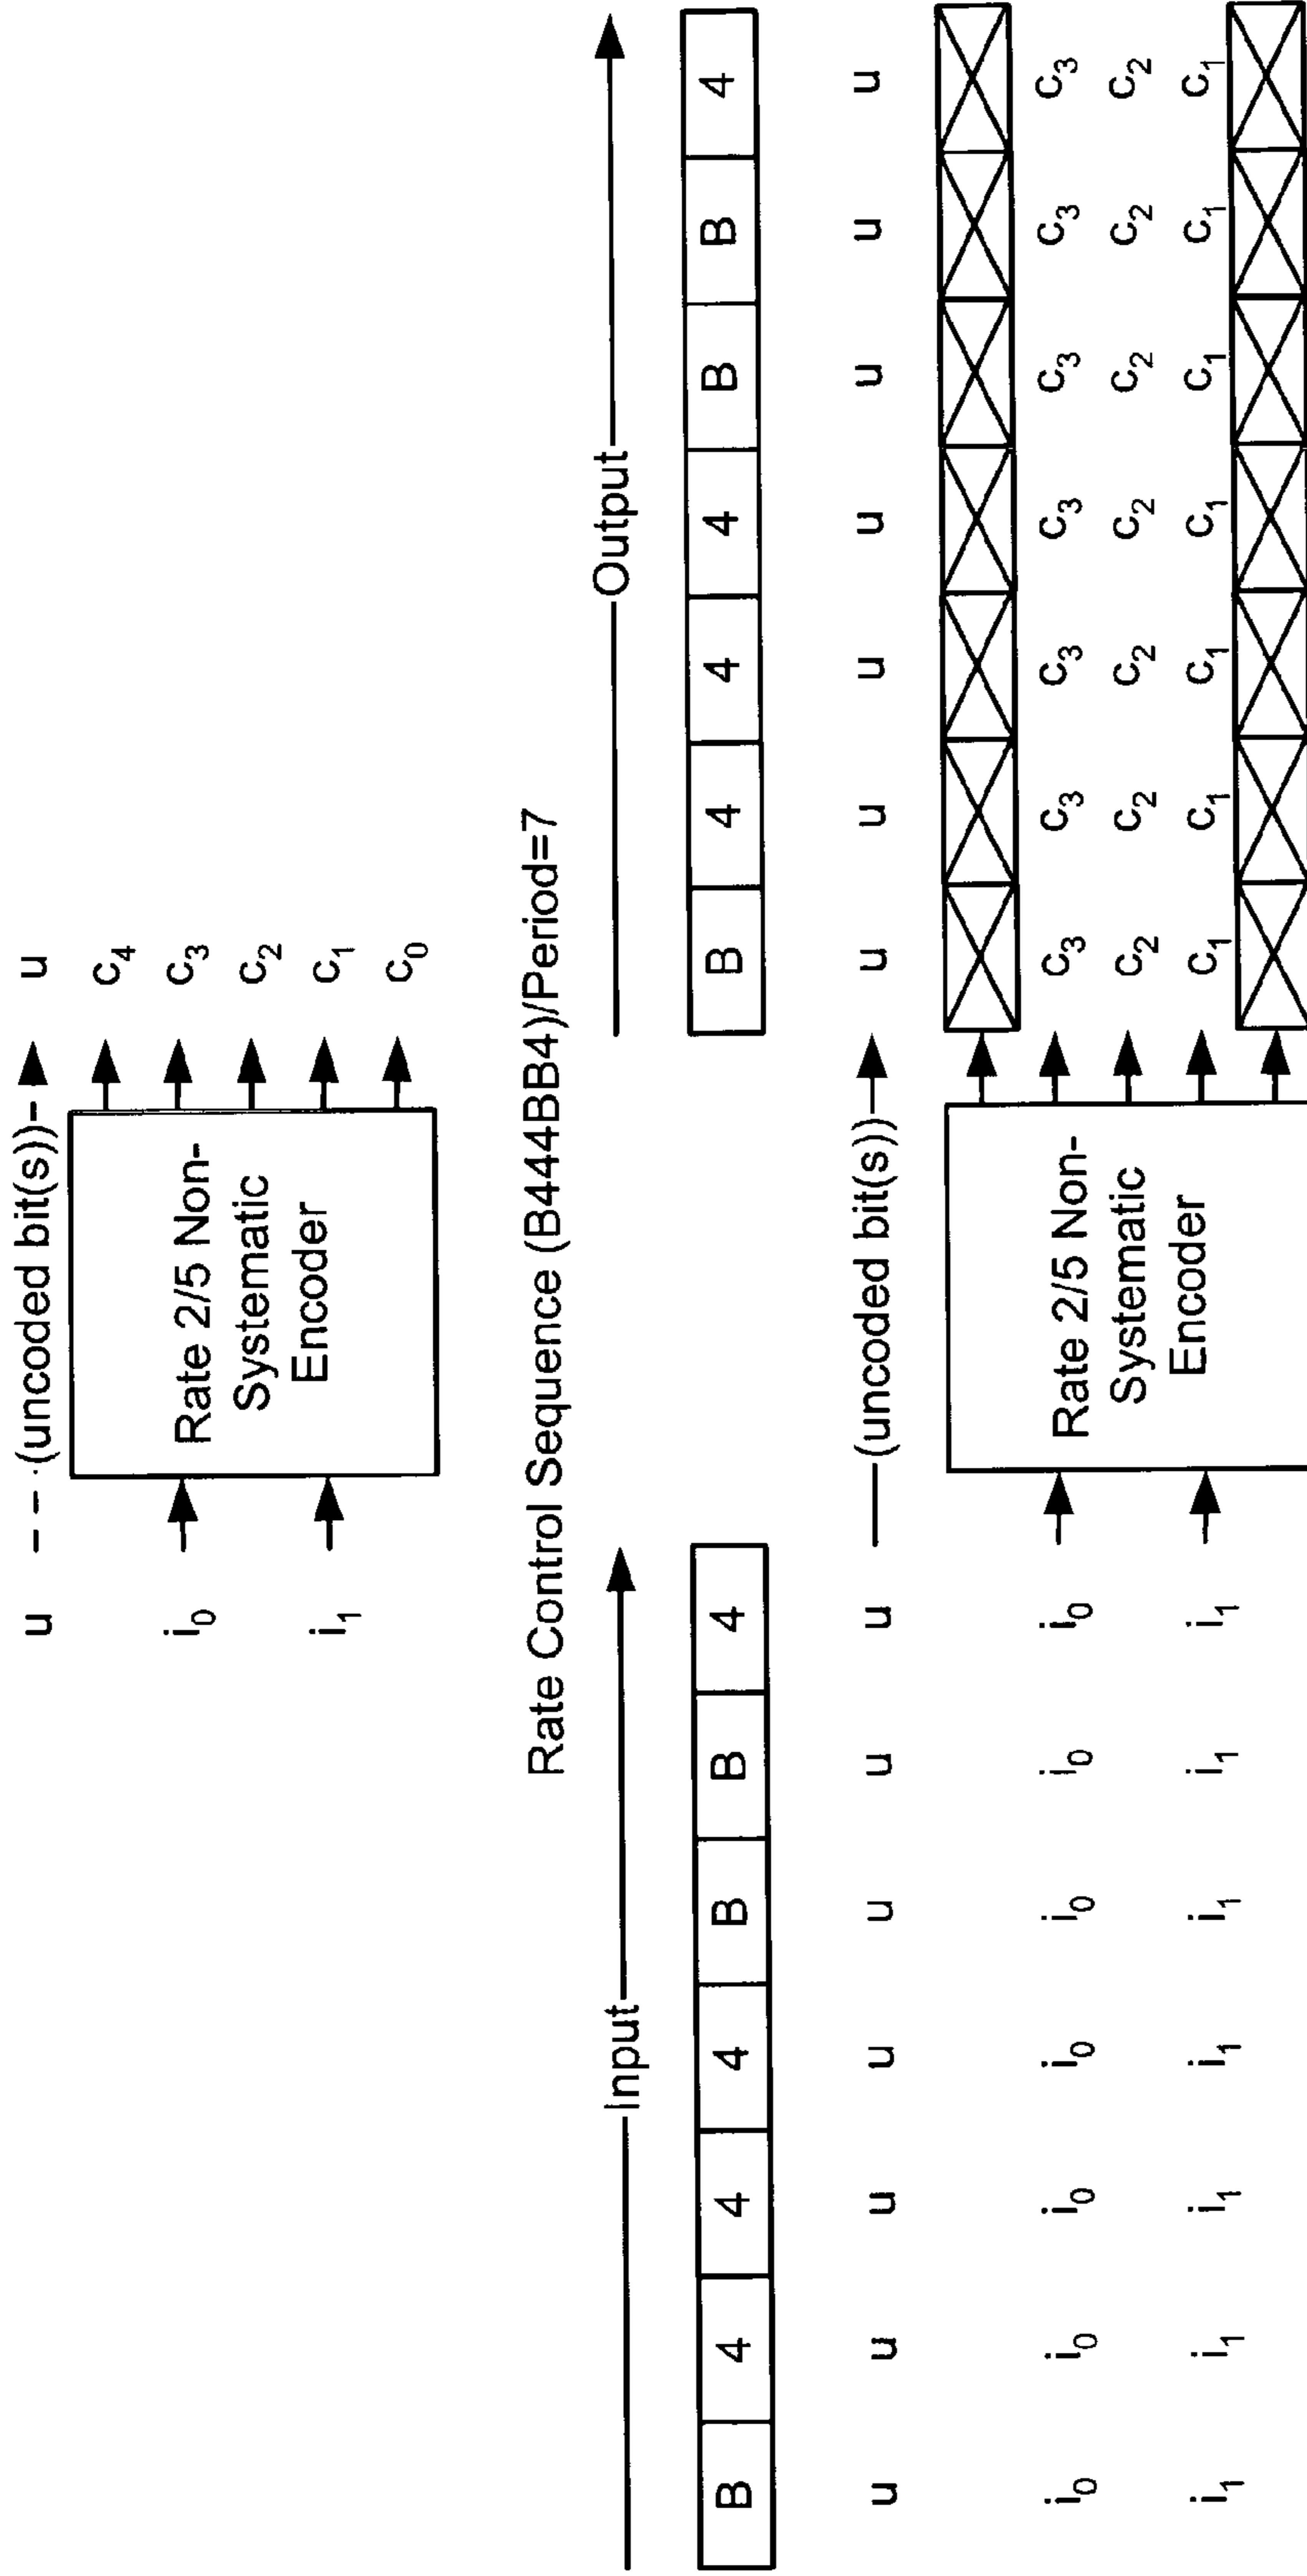 u - - (uncoded bit(s)) - u
i0 Rate 2/5 Non- c4
Systematic c3
Encoder c2
i1 c1
c0
Rate Control Sequence (B444BB4)/Period=7
Input Output
B 4 4 4 B B 4 B 4 4 4 B B 4
u u u u u u u (uncoded bit(s)) u u u u u u u
i0 i0 i0 i0 i0 i0 i0 Rate 2/5 Non- c3 c3 c3 c3 c3 c3 c3
Systematic c2 c2 c2 c2 c2 c2 c2
i1 i1 i1 i1 i1 i1 i1 Encoder c1 c1 c1 c1 c1 c1 c1